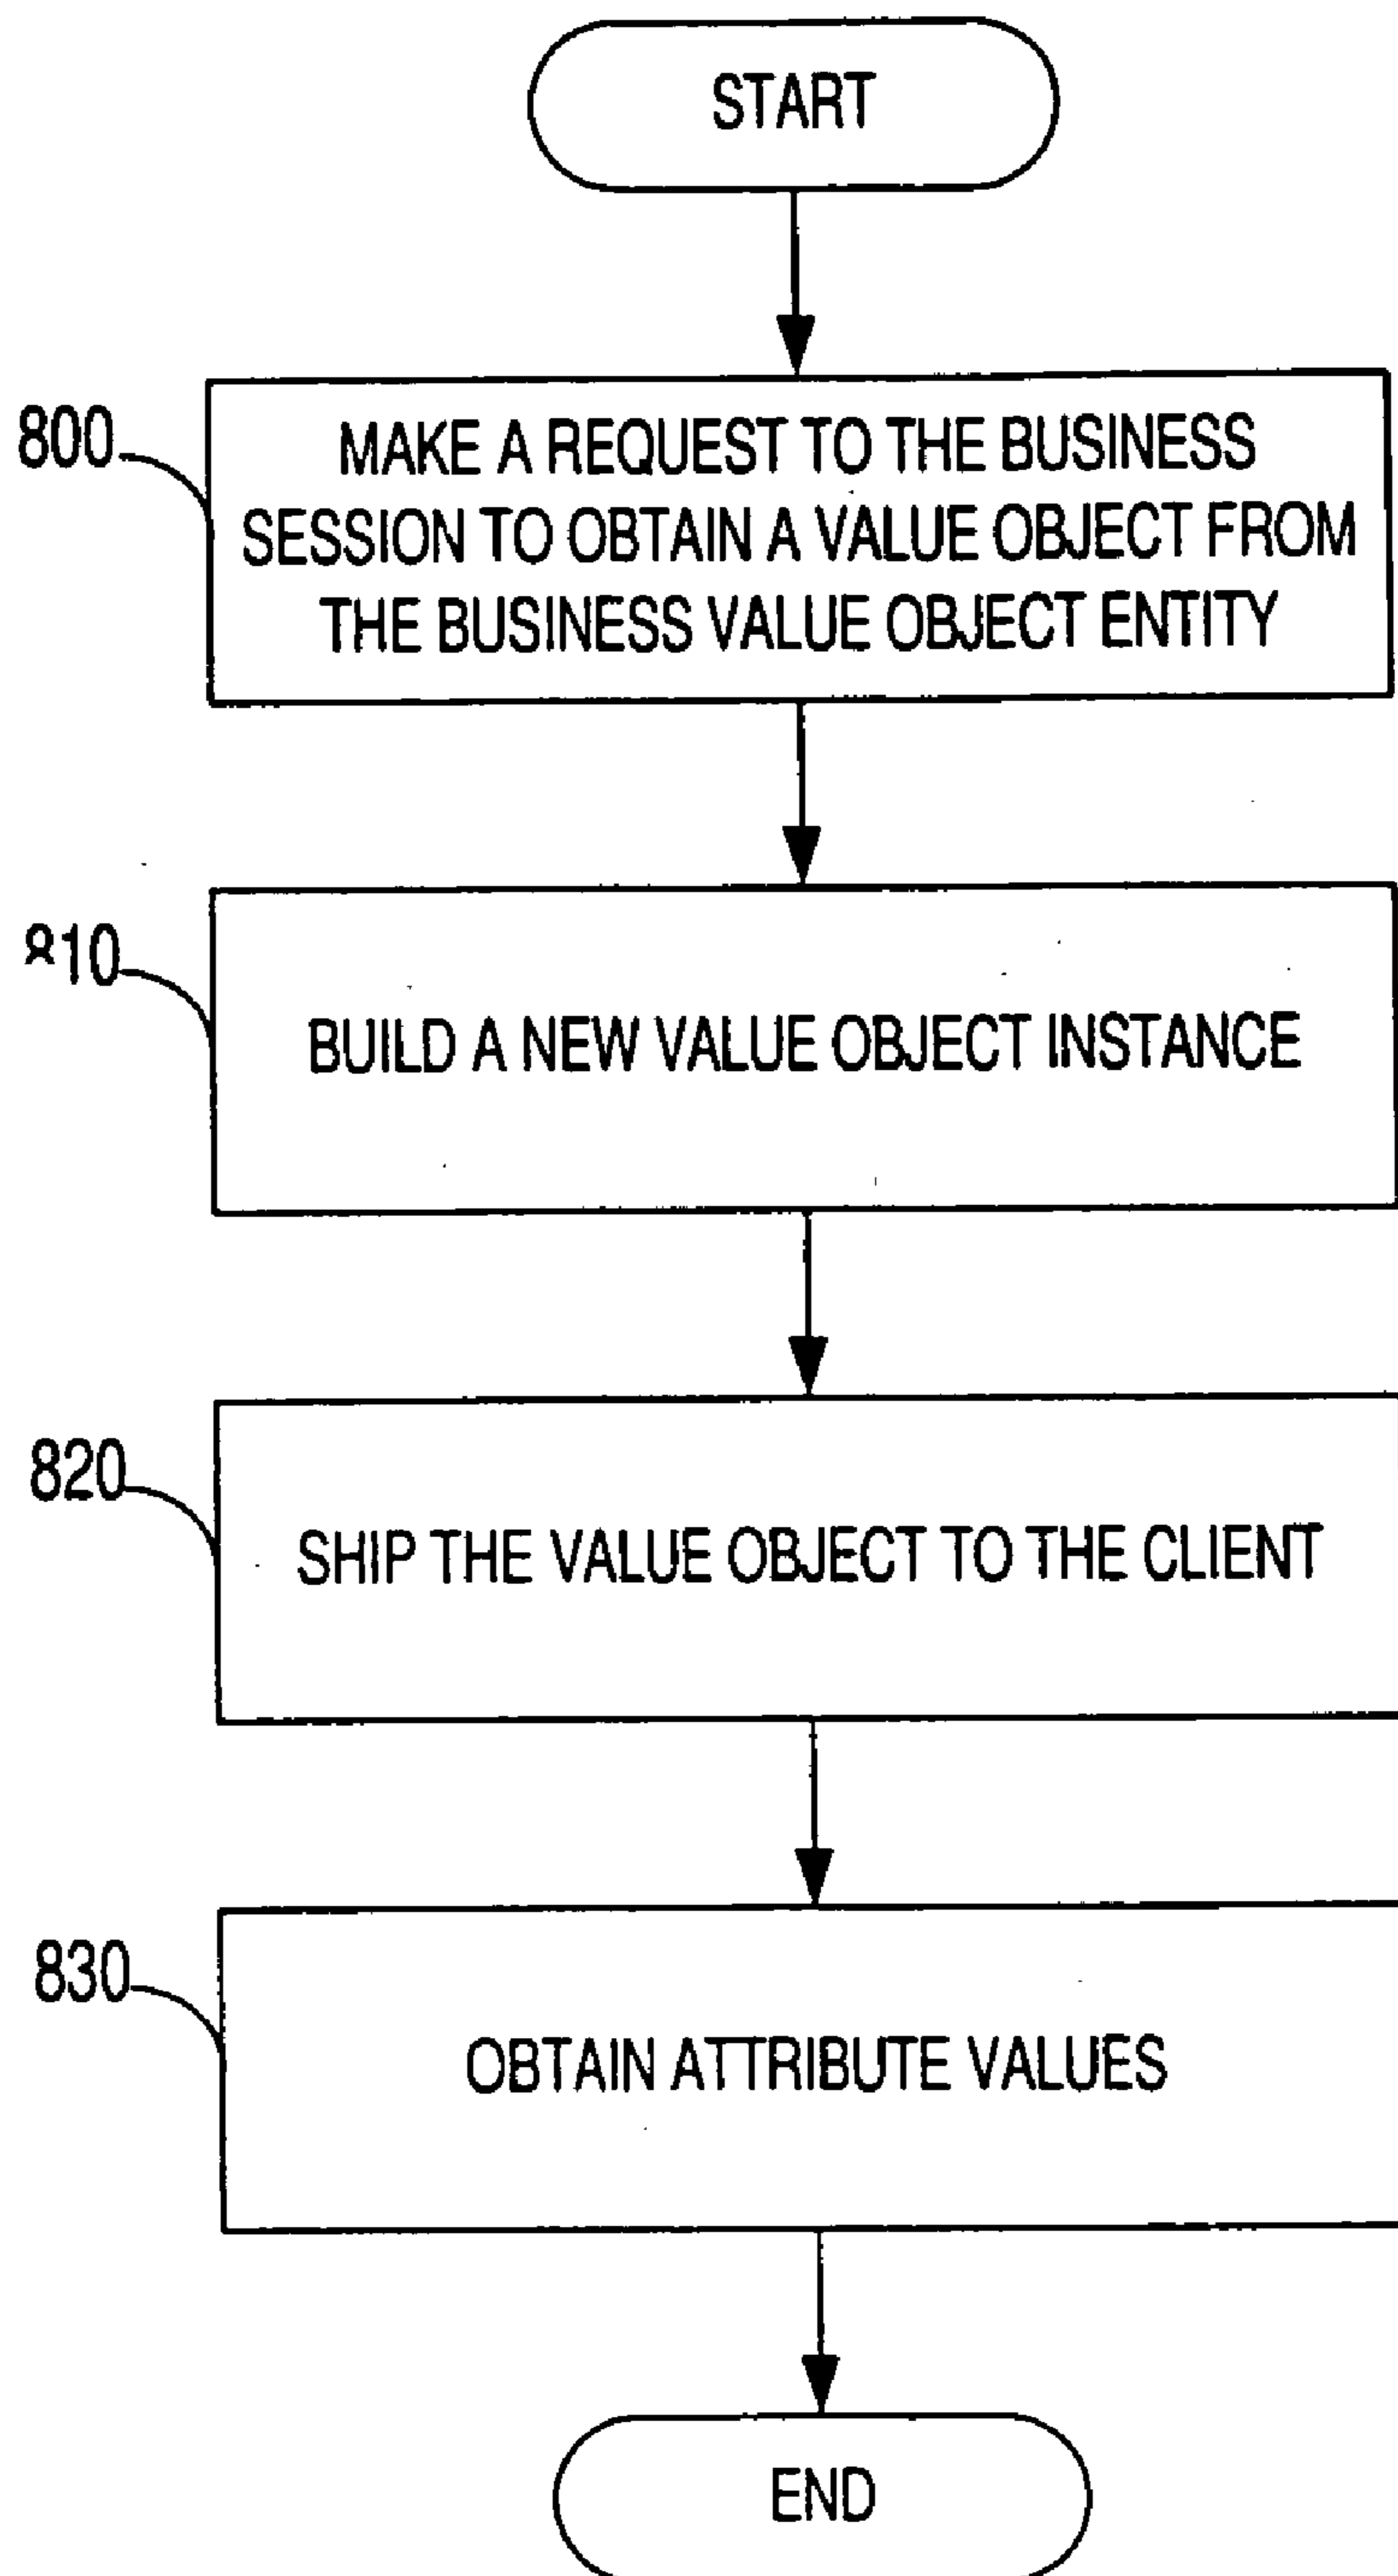 START
800
MAKE A REQUEST TO THE BUSINESS
SESSION TO OBTAIN A VALUE OBJECT FROM
THE BUSINESS VALUE OBJECT ENTITY
810
BUILD A NEW VALUE OBJECT INSTANCE
820
SHIP THE VALUE OBJECT TO THE CLIENT
830
OBTAIN ATTRIBUTE VALUES
END